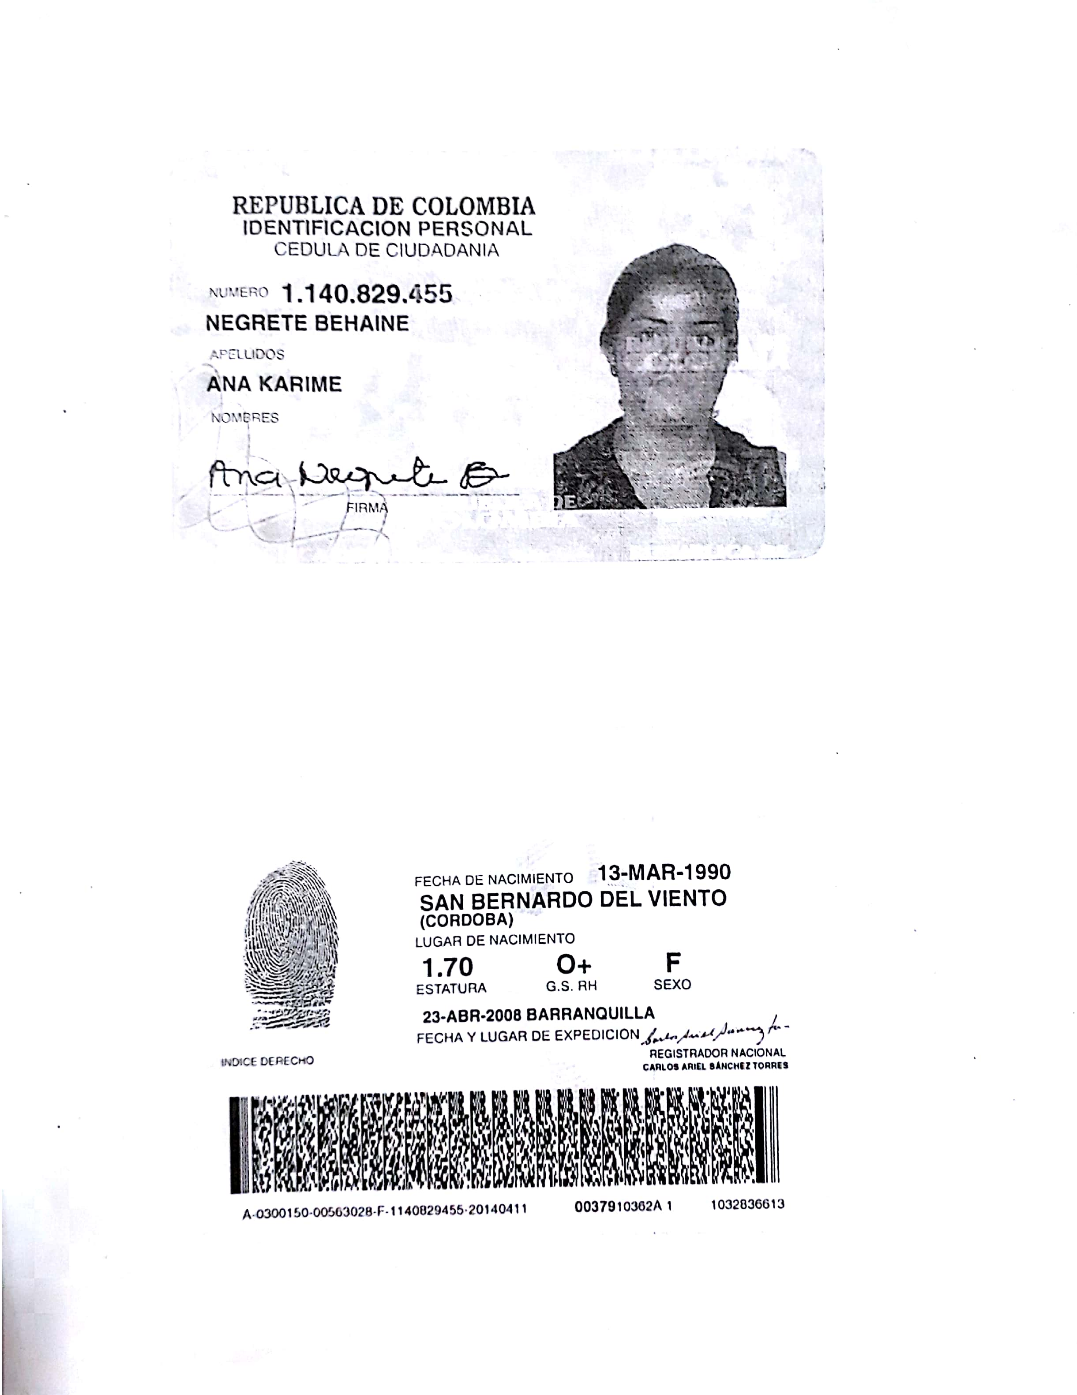 REPUBLICA DE COLOMBIA
IDENTIFICACION PERSONAL
CEDULA DE CIUDADANIA
NUMERO 1.140.829.455
NEGRETE BEHAINE
APELLIDOS
ANA KARIME
NOMBRES
Ana Negrete B
FIRMA
FECHA DE NACIMIENTO 13-MAR-1990
SAN BERNARDO DEL VIENTO
(CORDOBA)
LUGAR DE NACIMIENTO
1.70 O+ F
ESTATURA G.S. RH SEXO
23-ABR-2008 BARRANQUILLA
FECHA Y LUGAR DE EXPEDICION
REGISTRADOR NACIONAL
CARLOS ARIEL SÁNCHEZ TORRES
INDICE DERECHO
A-0300150-00563028-F-1140829455-20140411 0037910362A 1 1032836613